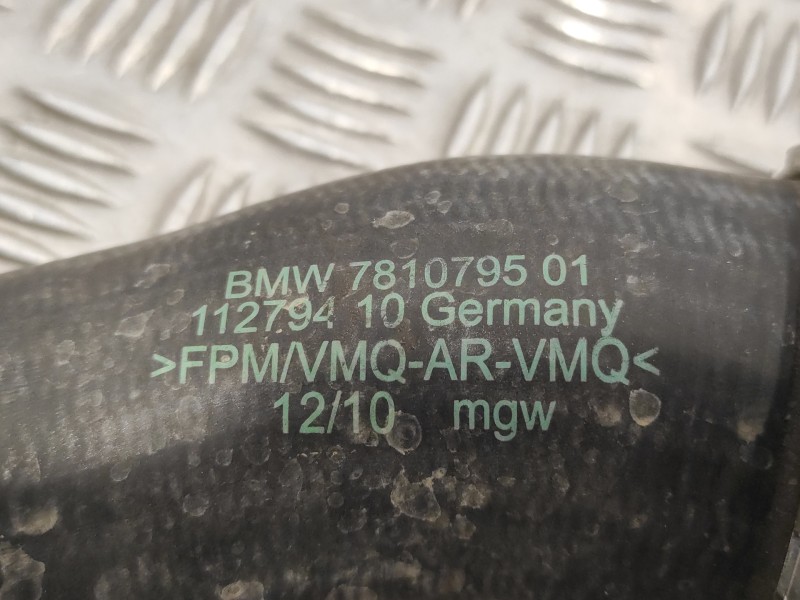 BMW 7810795 01
112794 10 Germany
>FPM/VMQ-AR-VMQ<
12/10 mgw